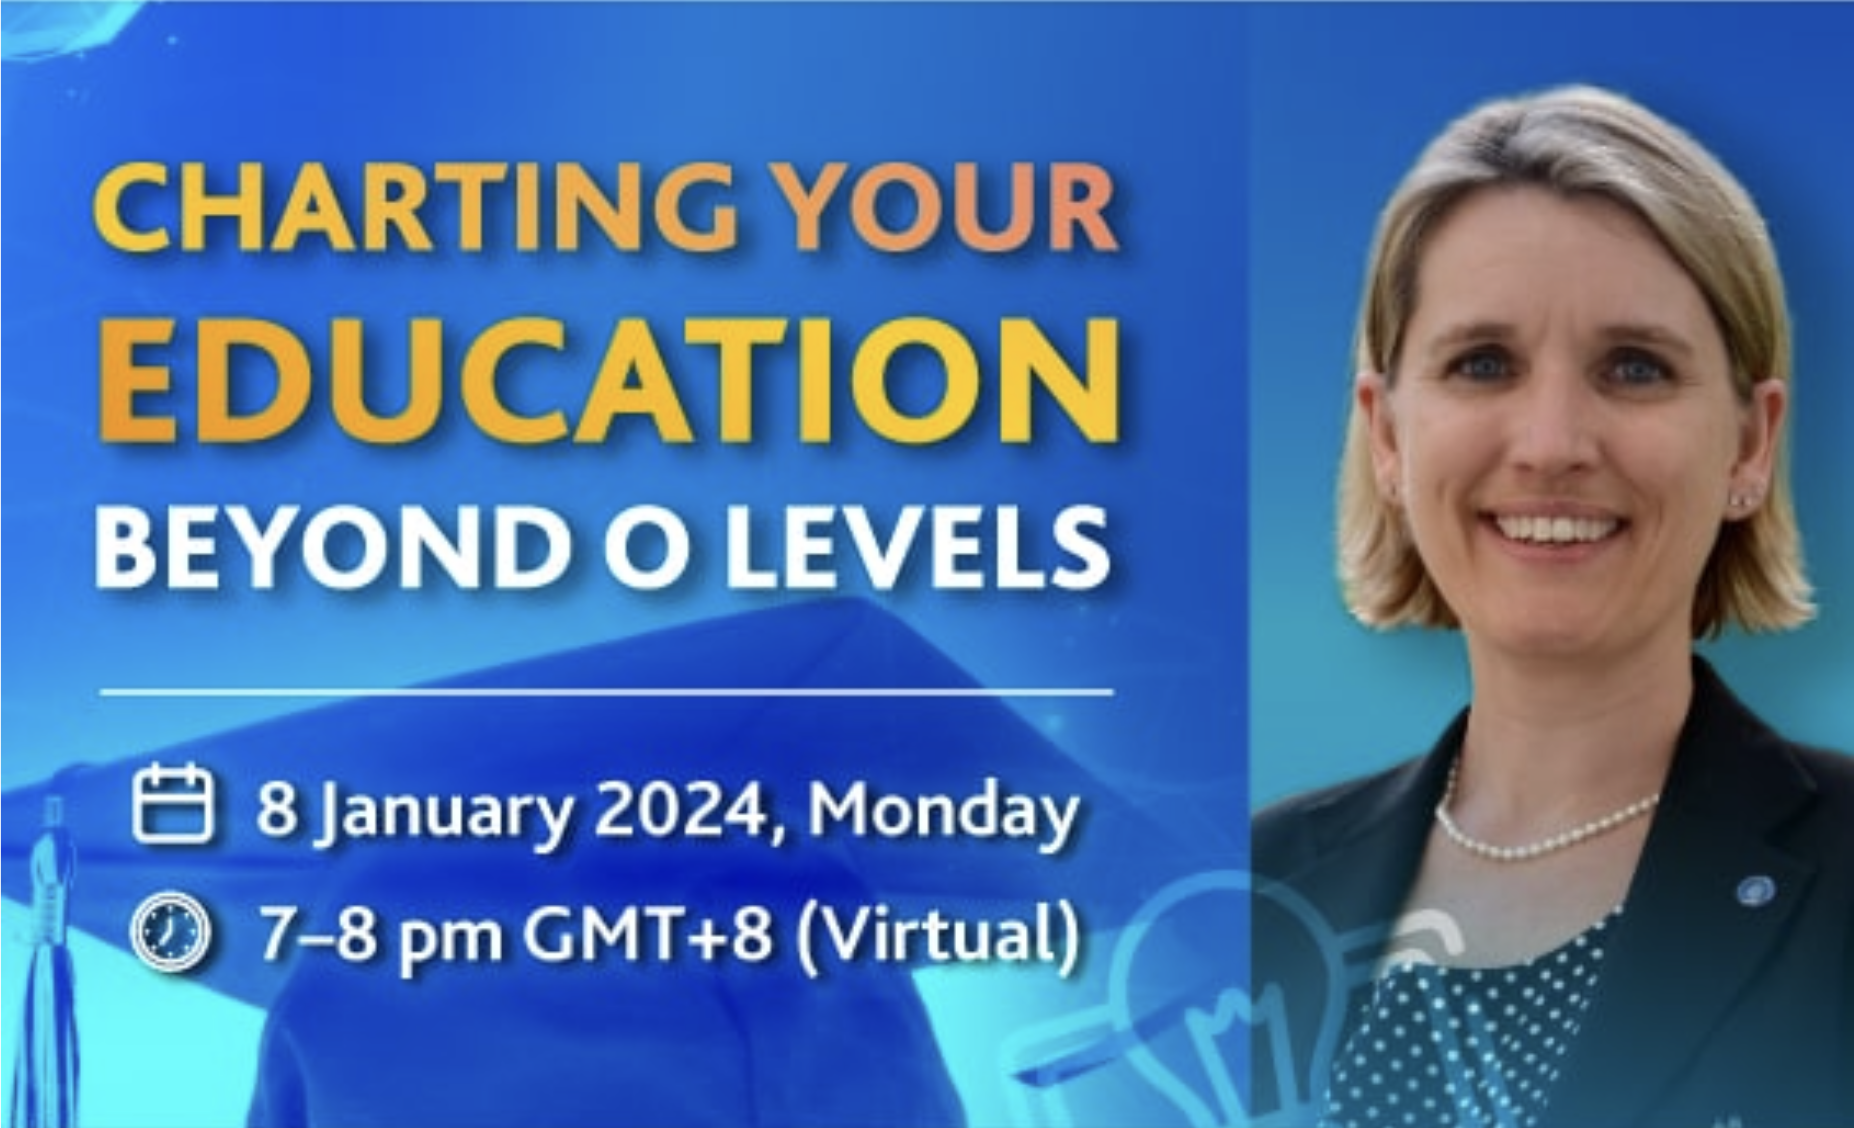 CHARTING YOUR
EDUCATION
BEYOND O LEVELS
8 January 2024, Monday
7–8 pm GMT+8 (Virtual)